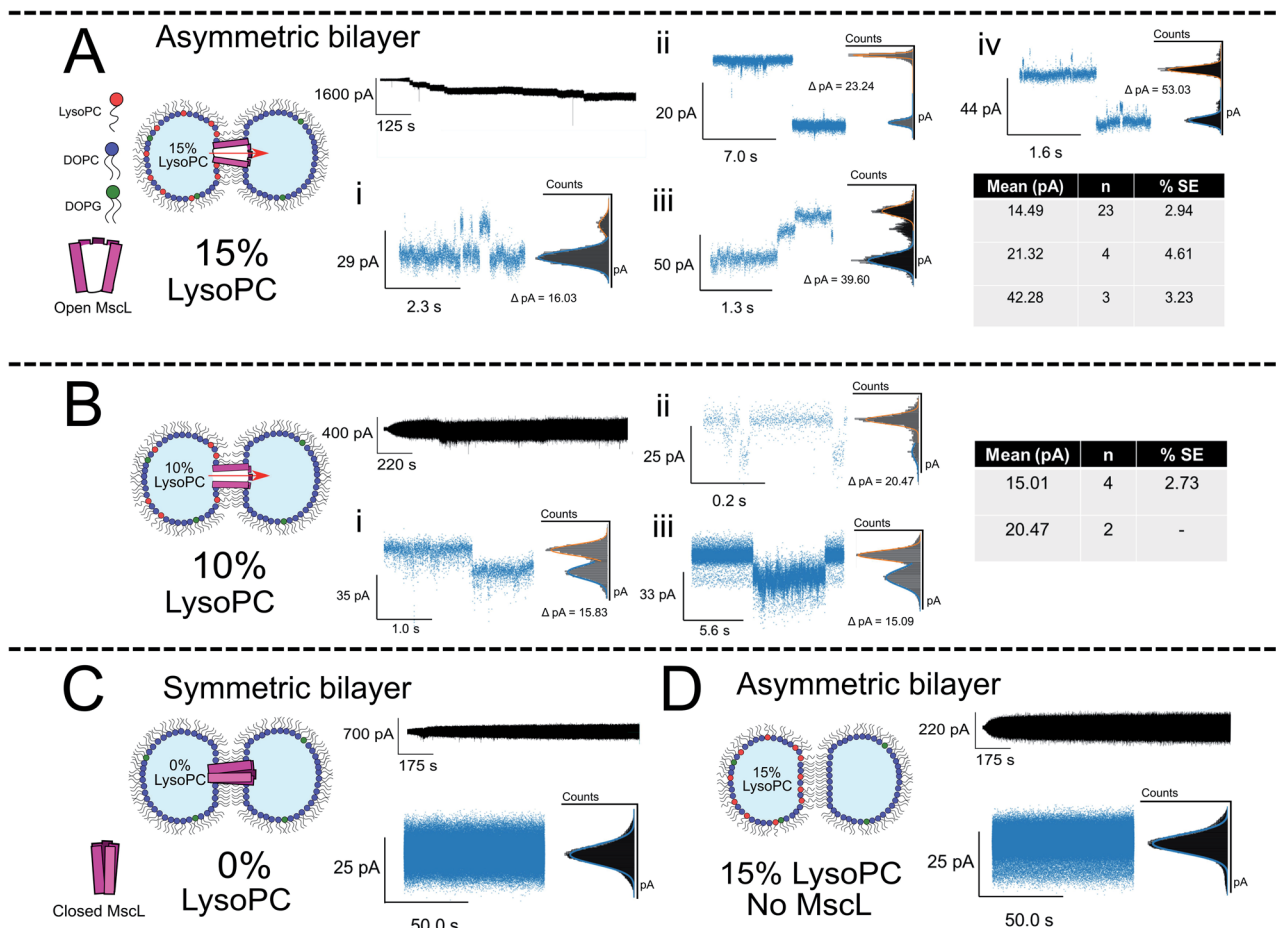 A
Asymmetric bilayer
LysoPC
DOPC
DOPG
Open MscL
15%
LysoPC
15%
LysoPC
1600 pA
125 s
i
29 pA
2.3 s
Counts
pA
Δ pA = 16.03
ii
20 pA
7.0 s
Counts
pA
Δ pA = 23.24
iii
50 pA
1.3 s
Counts
pA
Δ pA = 39.60
iv
44 pA
1.6 s
Counts
pA
Δ pA = 53.03
Mean (pA) n % SE
14.49 23 2.94
21.32 4 4.61
42.28 3 3.23
B
10%
LysoPC
10%
LysoPC
400 pA
220 s
i
35 pA
1.0 s
Counts
pA
Δ pA = 15.83
ii
25 pA
0.2 s
Counts
pA
Δ pA = 20.47
iii
33 pA
5.6 s
Counts
pA
Δ pA = 15.09
Mean (pA) n % SE
15.01 4 2.73
20.47 2 -
C
Symmetric bilayer
0%
LysoPC
Closed MscL
0%
LysoPC
700 pA
175 s
25 pA
50.0 s
Counts
pA
D
Asymmetric bilayer
15%
LysoPC
15% LysoPC
No MscL
220 pA
175 s
25 pA
50.0 s
Counts
pA